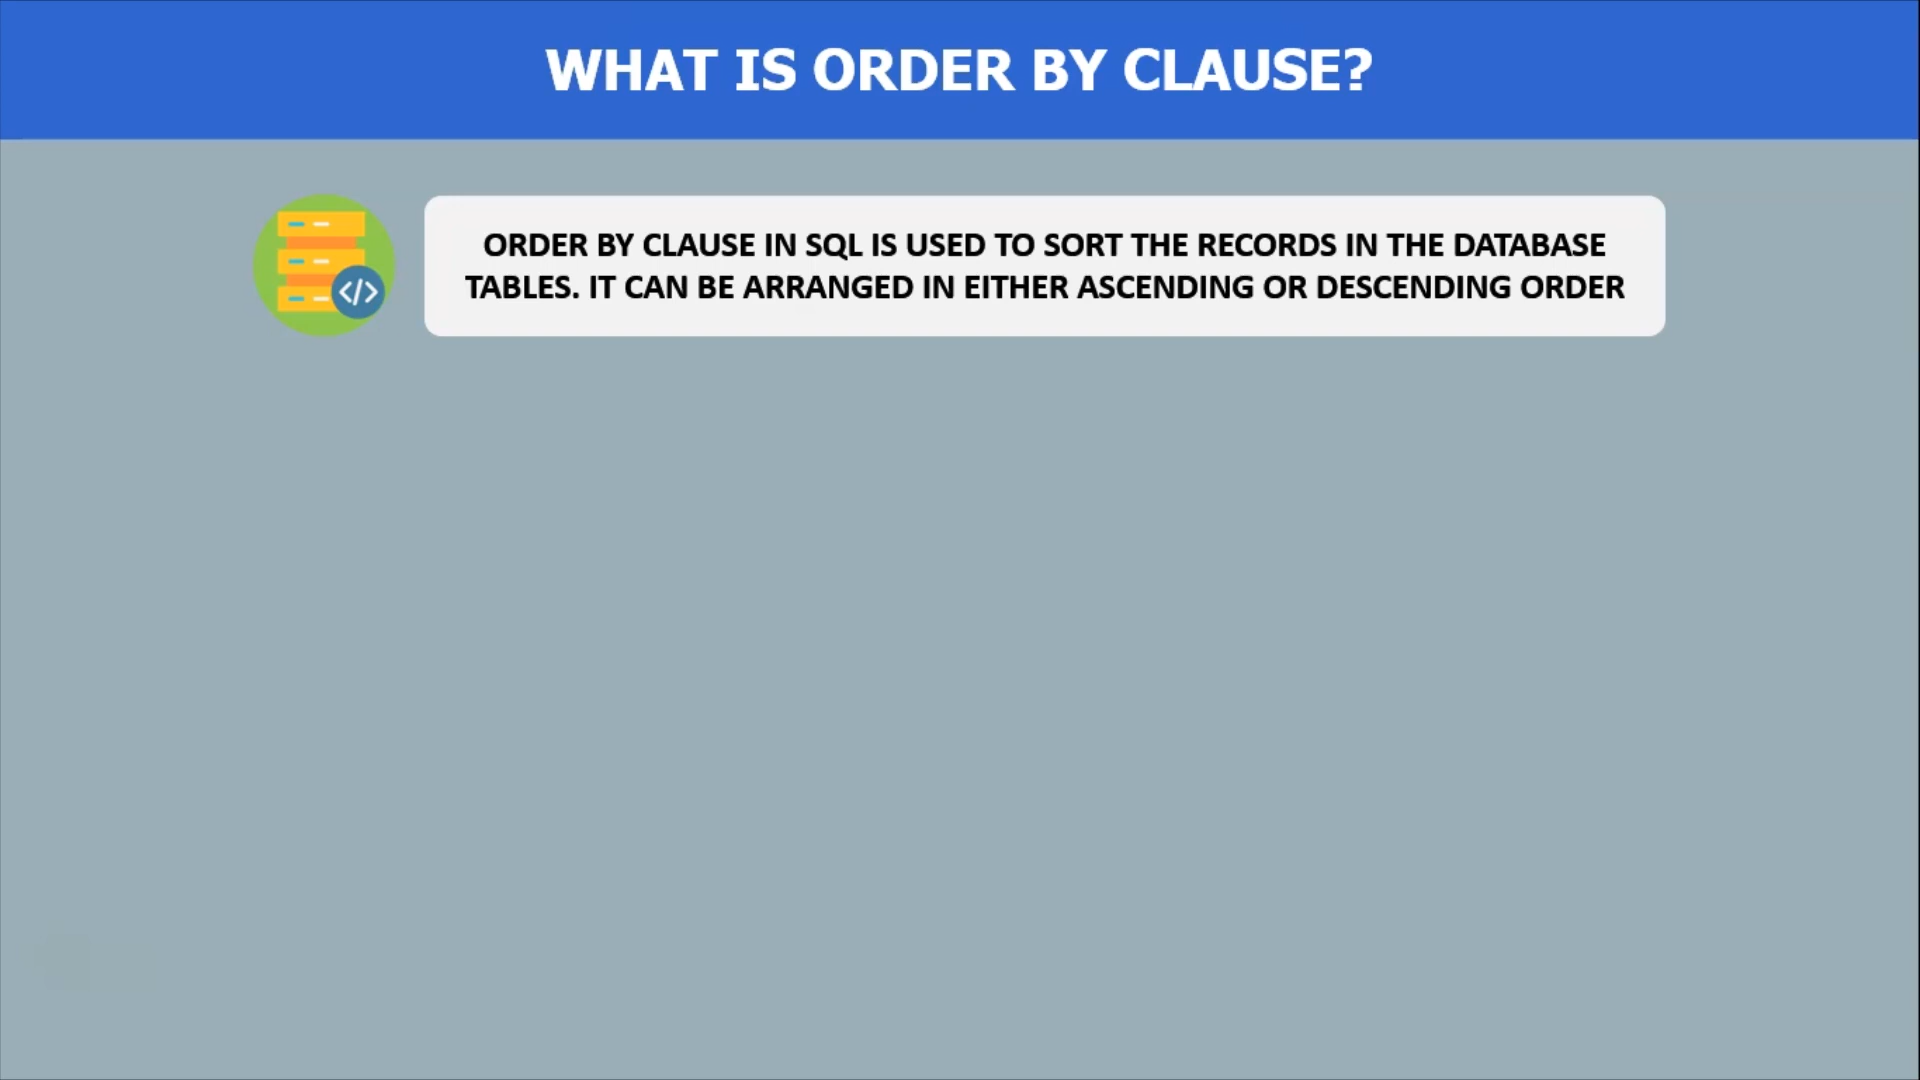 WHAT IS ORDER BY CLAUSE?
ORDER BY CLAUSE IN SQL IS USED TO SORT THE RECORDS IN THE DATABASE
TABLES. IT CAN BE ARRANGED IN EITHER ASCENDING OR DESCENDING ORDER
</>